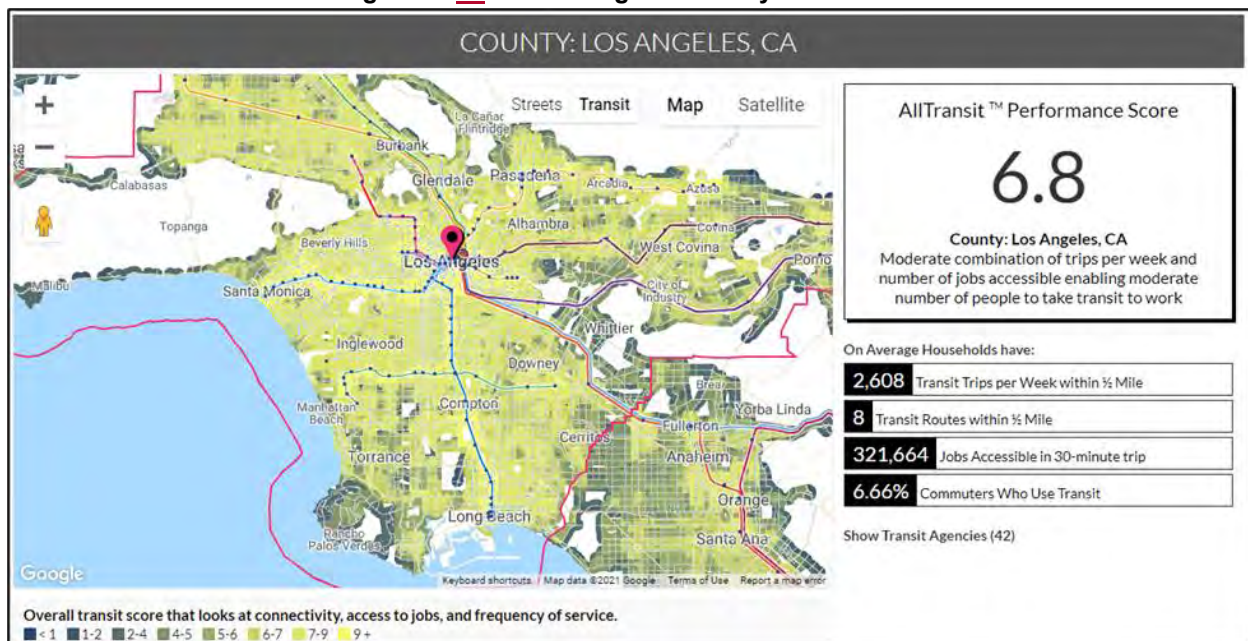 COUNTY: LOS ANGELES, CA
Streets Transit Map Satellite
La Cañar
Flintridge
Burbank
Calabasas
Glendale
Pasadena
Arcadia
Azusa
Topanga
Beverly Hills
Alhambra
Covina
West Covina
Los Angeles
Pomo
Malibu
Santa Monica
City of
Industry
Whittier
Inglewood
Downey
Brea
Manhattan
Beach
Compton
Yorba Linda
Cerritos
Fullerton
Torrance
Anaheim
Orange
Long Beach
Rancho
Palos Verdes
Santa Ana
Google
Keyboard shortcuts Map data ©2021 Google Terms of Use Report a map error
Overall transit score that looks at connectivity, access to jobs, and frequency of service.
< 1 1-2 2-4 4-5 5-6 6-7 7-9 9 +
AllTransit ™ Performance Score
6.8
County: Los Angeles, CA
Moderate combination of trips per week and
number of jobs accessible enabling moderate
number of people to take transit to work
On Average Households have:
2,608 Transit Trips per Week within ½ Mile
8 Transit Routes within ½ Mile
321,664 Jobs Accessible in 30-minute trip
6.66% Commuters Who Use Transit
Show Transit Agencies (42)